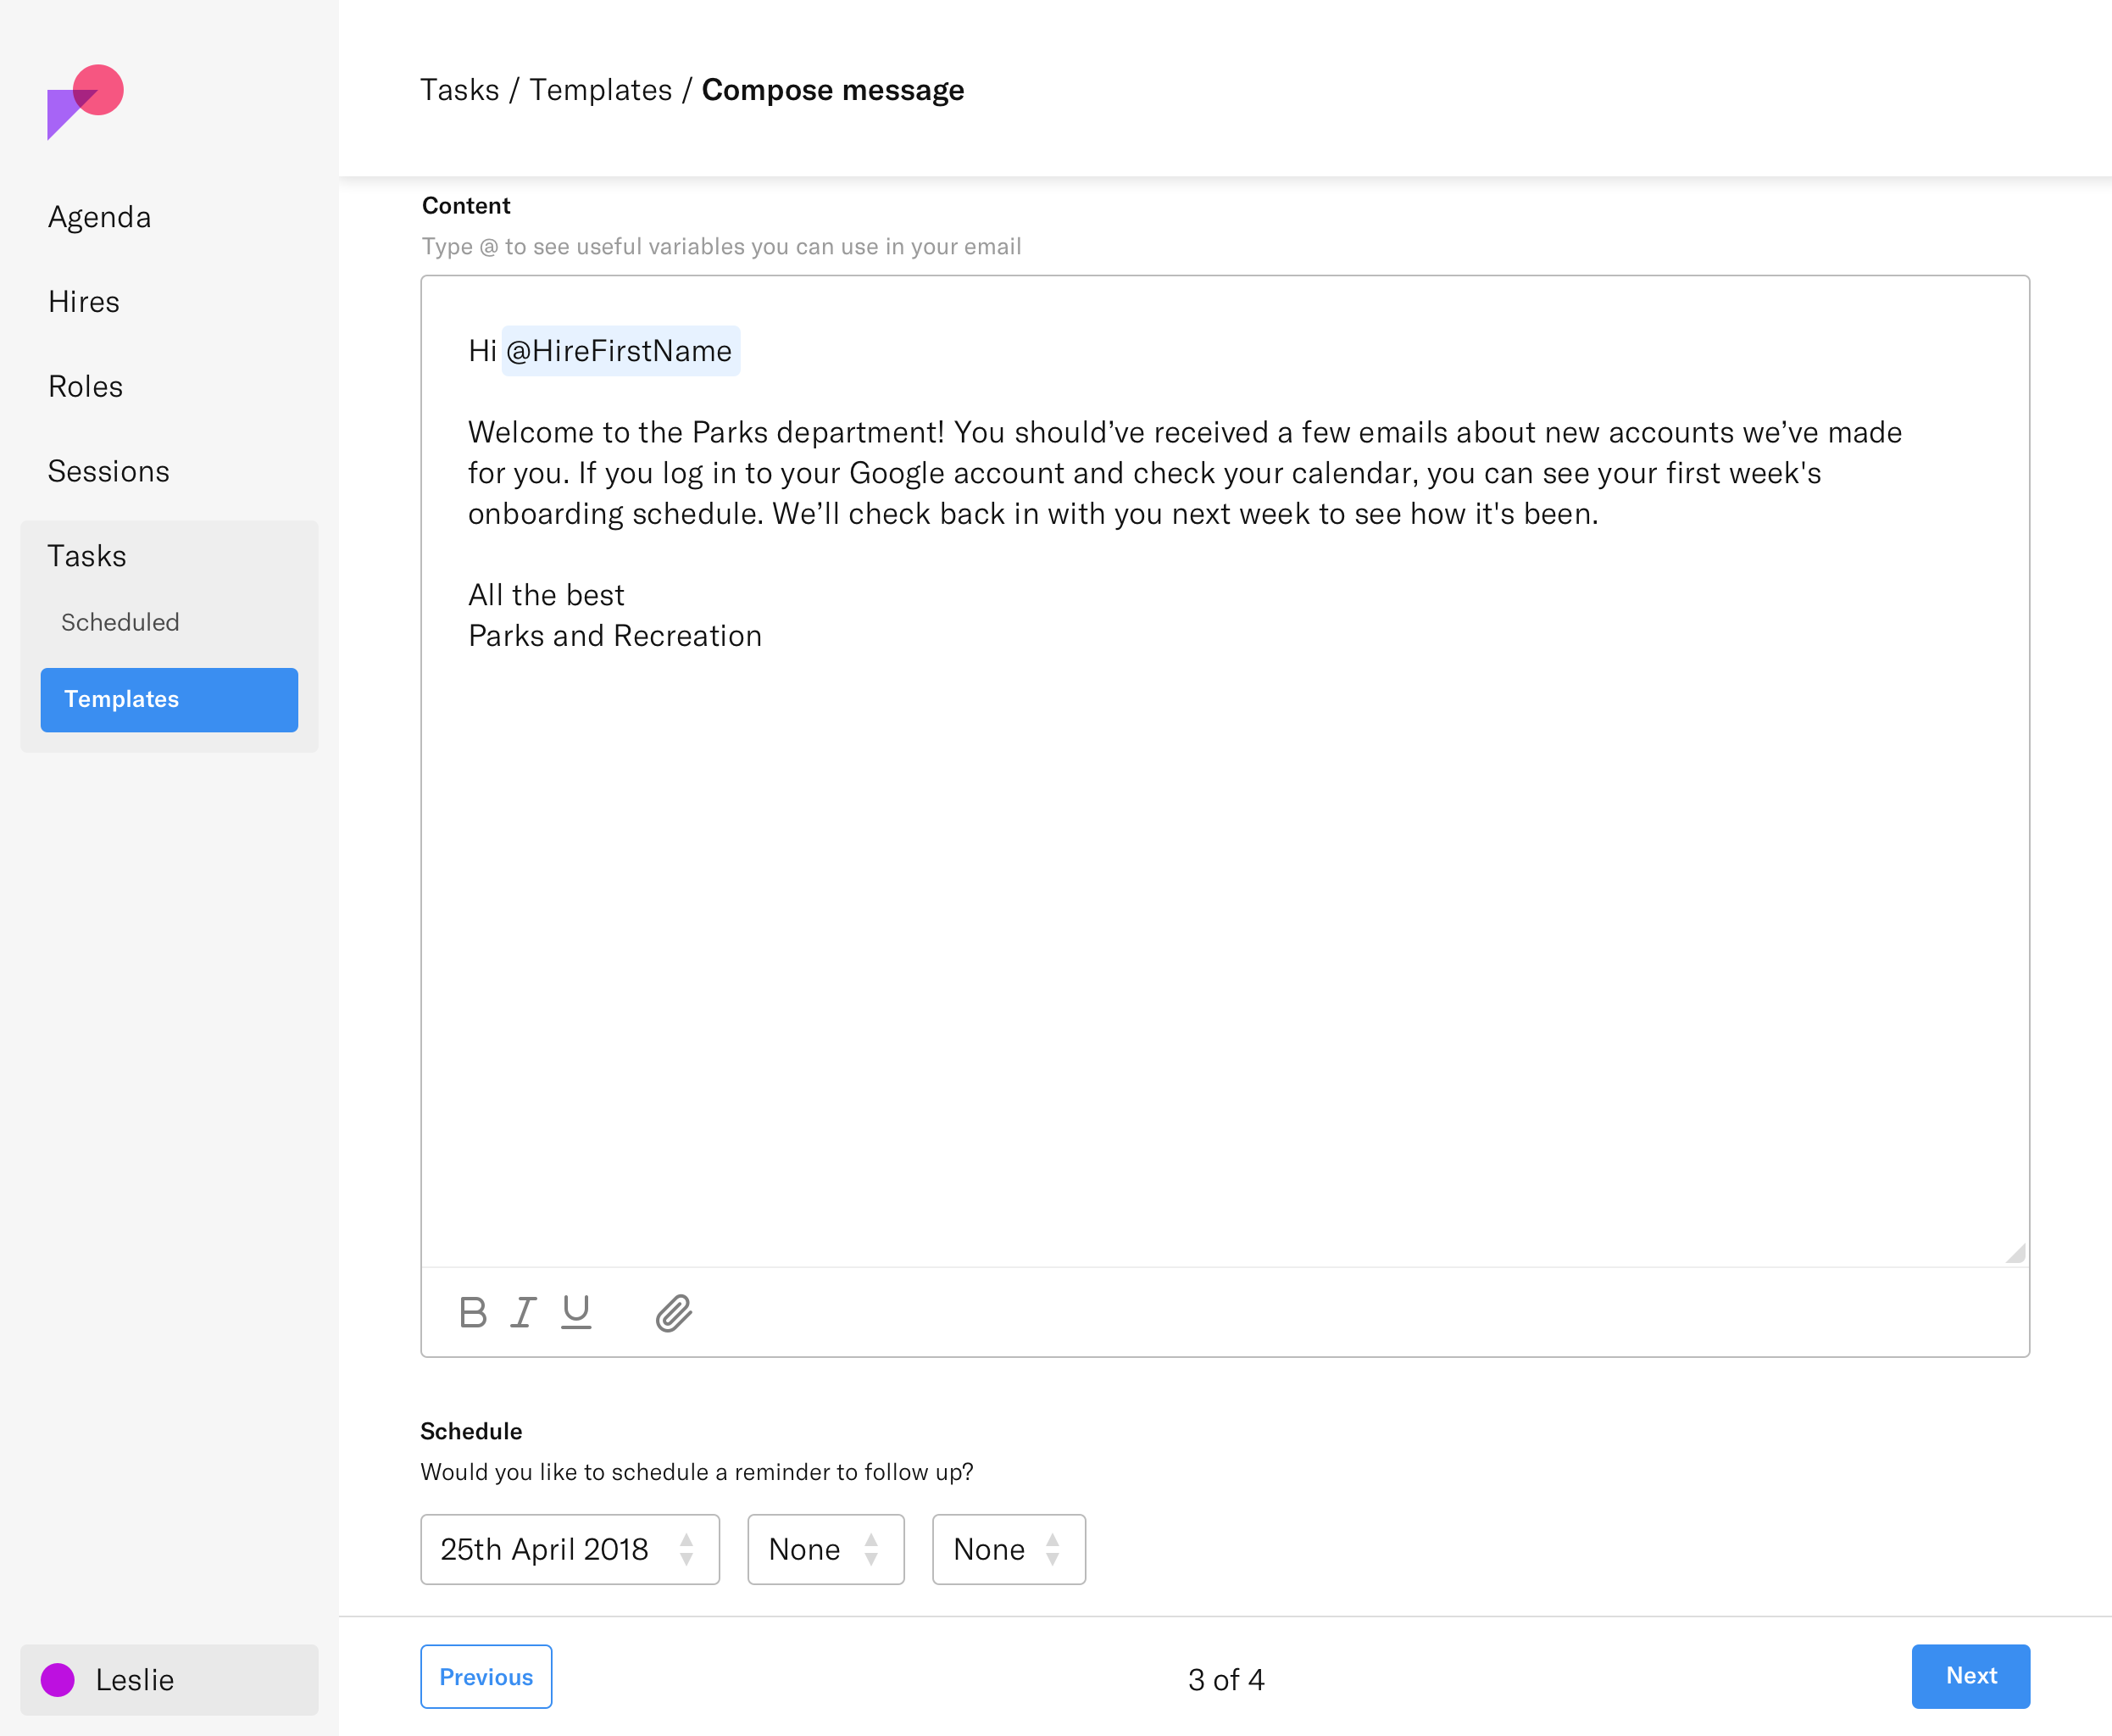 Agenda
Hires
Roles
Sessions
Tasks
Scheduled
Templates
Leslie
Tasks / Templates / Compose message
Content
Type @ to see useful variables you can use in your email
Hi @HireFirstName
Welcome to the Parks department! You should’ve received a few emails about new accounts we’ve made
for you. If you log in to your Google account and check your calendar, you can see your first week's
onboarding schedule. We’ll check back in with you next week to see how it's been.
All the best
Parks and Recreation
B I U
Schedule
Would you like to schedule a reminder to follow up?
25th April 2018 None None
Previous 3 of 4 Next